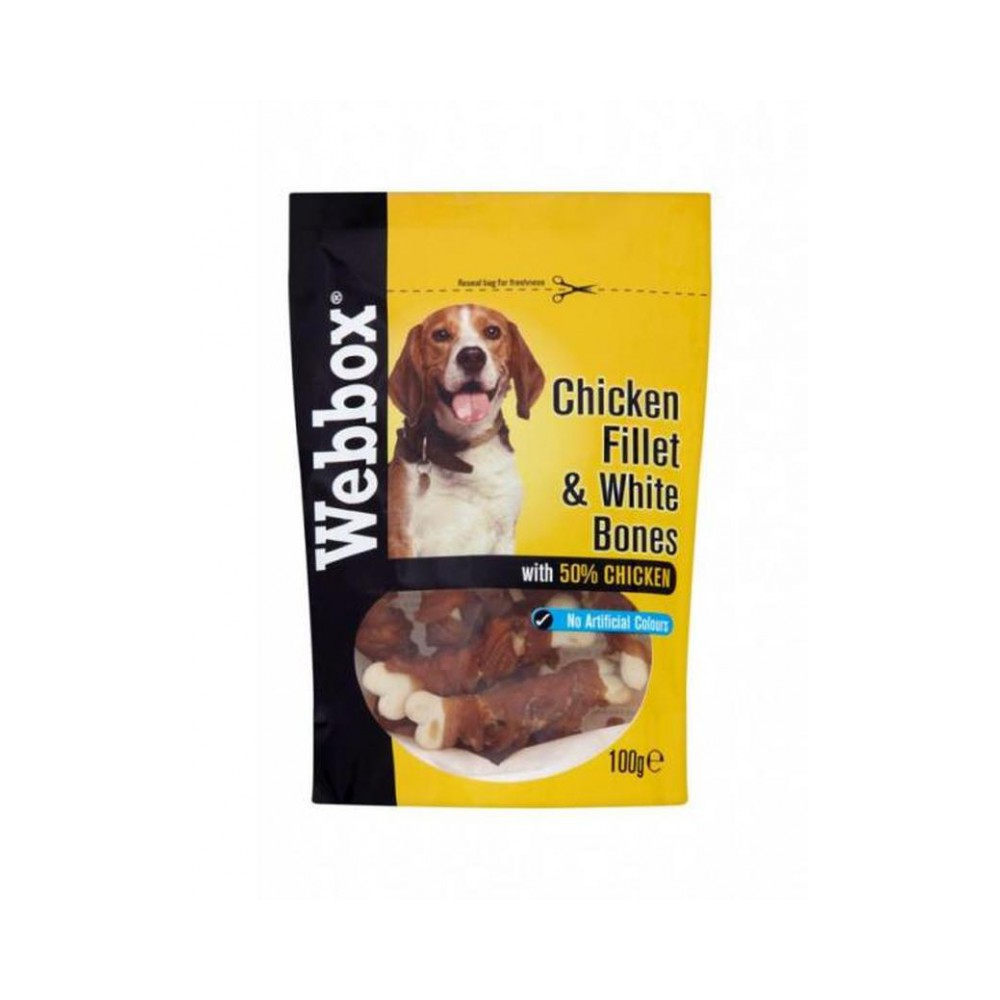 Reseal bag for freshness
Webbox®
Chicken
Fillet
& White
Bones
with 50% CHICKEN
No Artificial Colours
100g℮